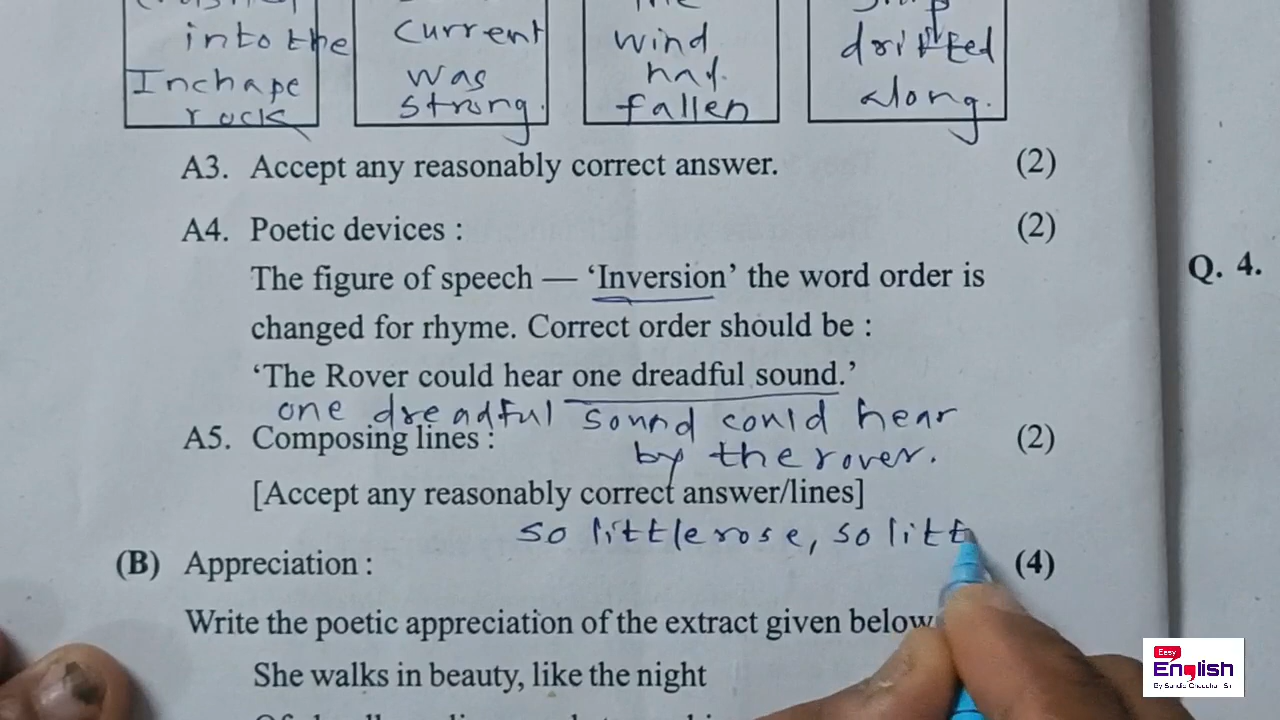 into the
Inchape
rock
current
was
strong.
wind
had
fallen
drifted
along.
A3. Accept any reasonably correct answer. (2)
A4. Poetic devices : (2)
The figure of speech — ‘Inversion’ the word order is
changed for rhyme. Correct order should be :
‘The Rover could hear one dreadful sound.’
one dreadful sound could hear
by the rover.
A5. Composing lines : (2)
[Accept any reasonably correct answer/lines]
so little rose, so litt
(B) Appreciation : (4)
Write the poetic appreciation of the extract given below
She walks in beauty, like the night
Q. 4.
Easy
English